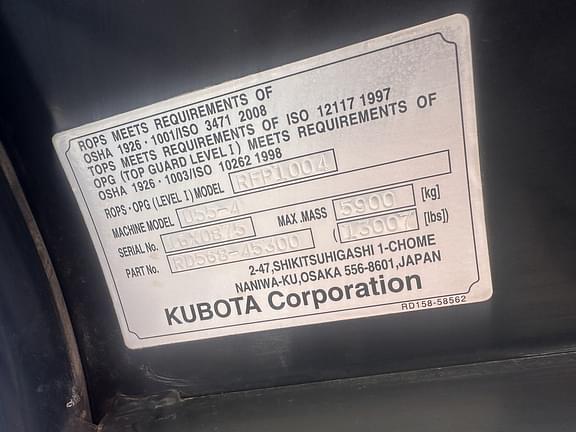 ROPS MEETS REQUIREMENTS OF
OSHA 1926・1001/ISO 3471 2008
TOPS MEETS REQUIREMENTS OF ISO 12117 1997
OPG (TOP GUARD LEVEL I) MEETS REQUIREMENTS OF
OSHA 1926・1003/ISO 10262 1998
ROPS・OPG (LEVEL I) MODEL RFP1004
MACHINE MODEL U55-4
SERIAL No. MAX.MASS 5900 [kg]
PART No. RD568-45300 (13007) [lbs]
2-47,SHIKITSUHIGASHI 1-CHOME
NANIWA-KU,OSAKA 556-8601,JAPAN
KUBOTA Corporation
RD158-58562